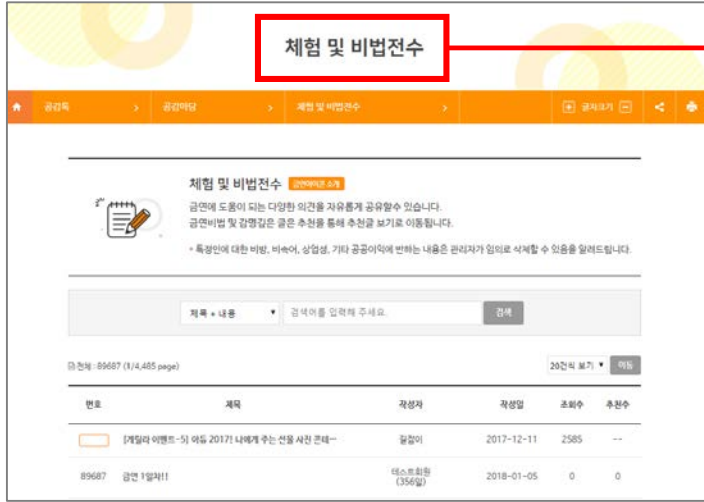 체험 및 비법전수
공감톡 > 공감마당 > 체험 및 비법전수 > 글자크기
체험 및 비법전수 금연아이콘 소개
금연에 도움이 되는 다양한 의견을 자유롭게 공유할수 있습니다.
금연비법 및 감명깊은 글은 추천을 통해 추천글 보기로 이동됩니다.
* 특정인에 대한 비방, 비속어, 상업성, 기타 공공이익에 반하는 내용은 관리자가 임의로 삭제할 수 있음을 알려드립니다.
제목 + 내용 ▼ 검색어를 입력해 주세요. 검색
전체 : 89687 (1/4,485 page) 20건씩 보기 ▼ 이동
번호 제목 작성자 작성일 조회수 추천수
[게릴라 이벤트-5] 아듀 2017! 나에게 주는 선물 사진 콘테… 길잡이 2017-12-11 2585 --
89687 금연 1일차!! 테스트회원 2018-01-05 0 0
(356일)